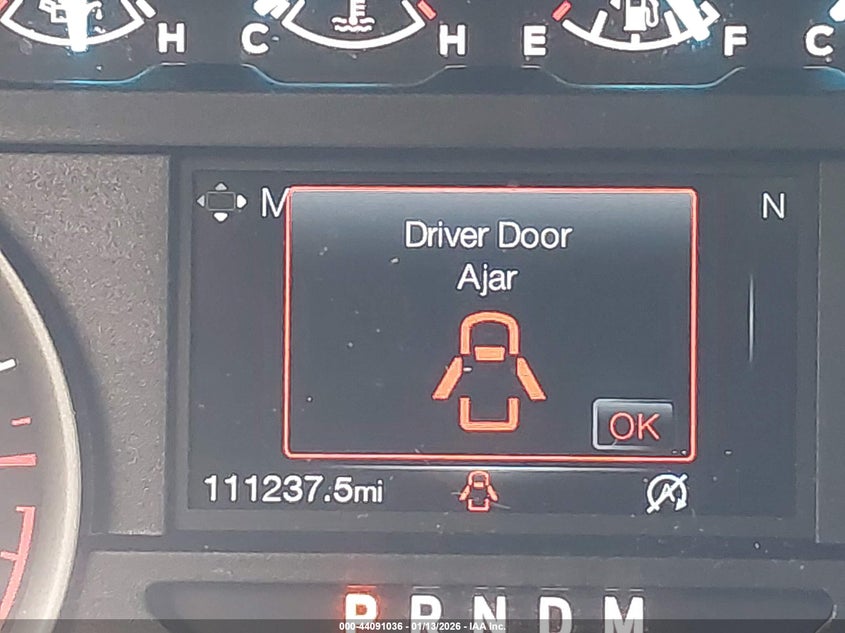 H C H E F C
M N
Driver Door
Ajar
OK
111237.5mi
P R N D M
000-44091036 - 01/13/2026 - IAA Inc.